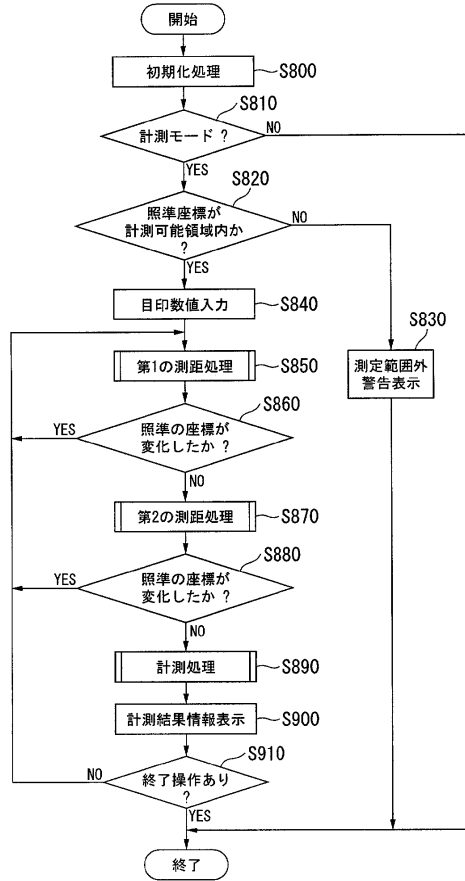 開始
初期化処理
S800
S810
計測モード ?
NO
YES
S820
照準座標が
計測可能領域内か
?
NO
YES
目印数値入力
S840
S830
測定範囲外
警告表示
第1の測距処理
S850
S860
照準の座標が
変化したか ?
YES
NO
第2の測距処理
S870
S880
照準の座標が
変化したか ?
YES
NO
計測処理
S890
計測結果情報表示
S900
S910
終了操作あり
?
NO
YES
終了